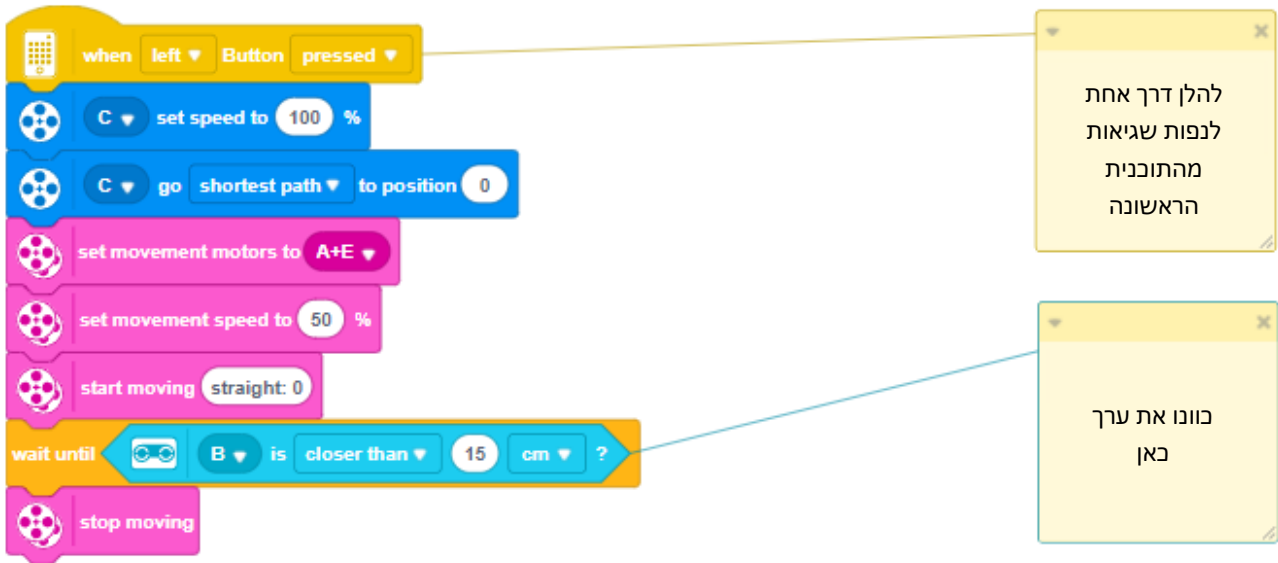 when left Button pressed
C set speed to 100 %
C go shortest path to position 0
set movement motors to A+E
set movement speed to 50 %
start moving straight: 0
wait until B is closer than 15 cm ?
stop moving
להלן דרך אחת
לנפות שגיאות
מהתוכנית
הראשונה
כוונו את ערך
כאן